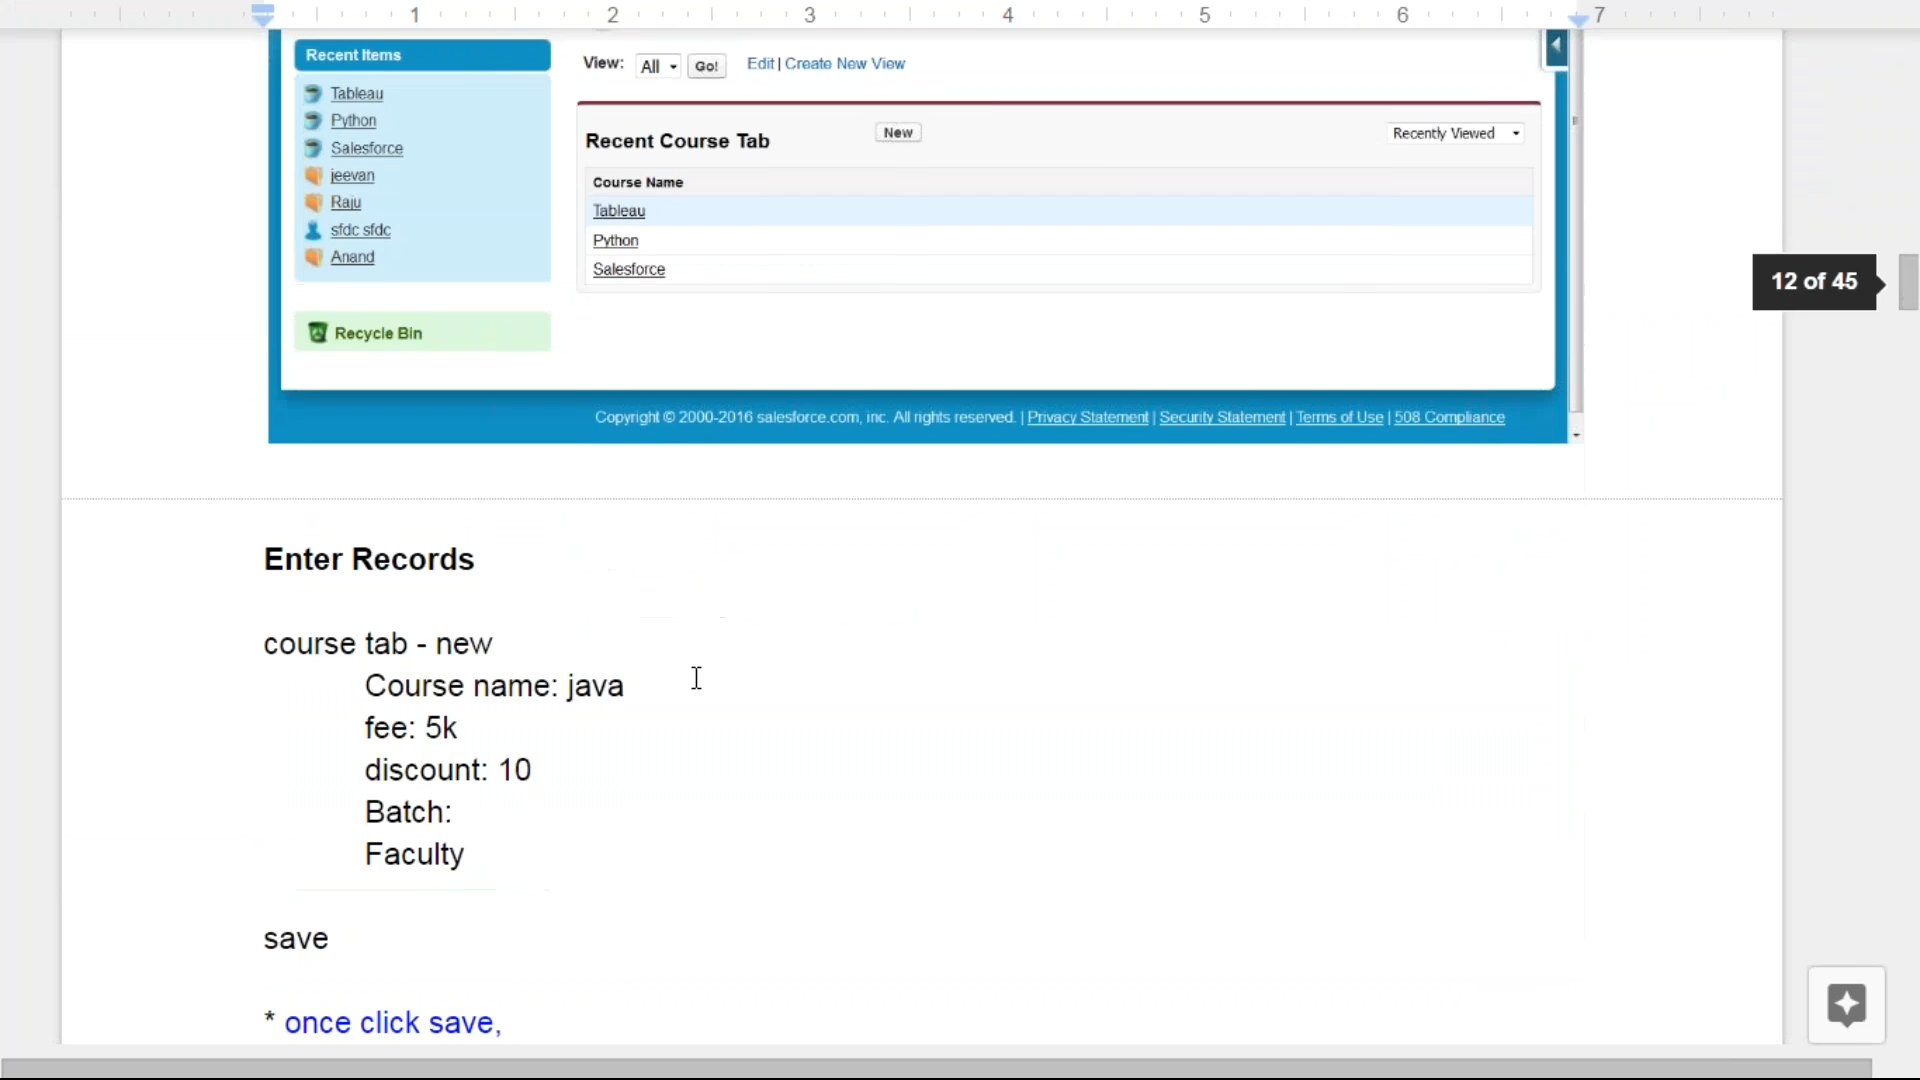 1 2 3 4 5 6 7
Recent Items
View: All Go! Edit | Create New View
Tableau
Python
Salesforce
jeevan
Raju
sfdc sfdc
Anand
Recycle Bin
Recent Course Tab New Recently Viewed
Course Name
Tableau
Python
Salesforce
12 of 45
Copyright © 2000-2016 salesforce.com, inc. All rights reserved. | Privacy Statement | Security Statement | Terms of Use | 508 Compliance
Enter Records
course tab - new
Course name: java
fee: 5k
discount: 10
Batch:
Faculty
save
* once click save,